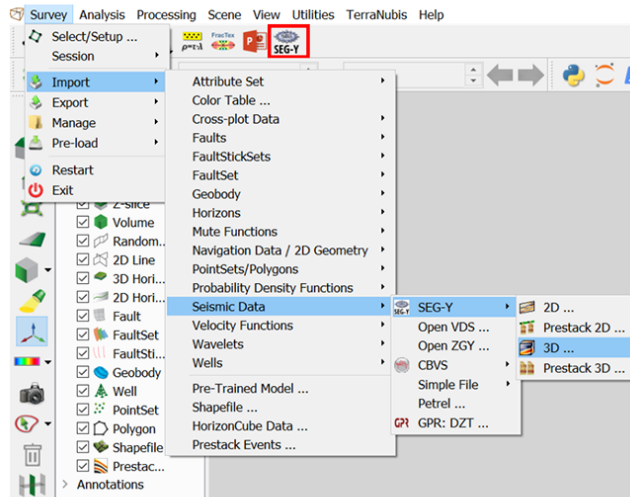 Survey Analysis Processing Scene View Utilities TerraNubis Help
Select/Setup ...
Session
Import
Export
Manage
Pre-load
Restart
Exit
SEG-Y
Attribute Set
Color Table ...
Cross-plot Data
Faults
FaultStickSets
FaultSet
Geobody
Horizons
Mute Functions
Navigation Data / 2D Geometry
PointSets/Polygons
Probability Density Functions
Seismic Data
Velocity Functions
Wavelets
Wells
Pre-Trained Model ...
Shapefile ...
HorizonCube Data ...
Prestack Events ...
SEG-Y
SEG-Y
Open VDS ...
Open ZGY ...
CBVS
Simple File
Petrel ...
GPR GPR: DZT ...
2D ...
Prestack 2D ...
3D ...
Prestack 3D ...
Z-slice
Volume
Random...
2D Line
3D Hori...
2D Hori...
Fault
FaultSet
FaultSti...
Geobody
Well
PointSet
Polygon
Shapefile
Prestac...
Annotations